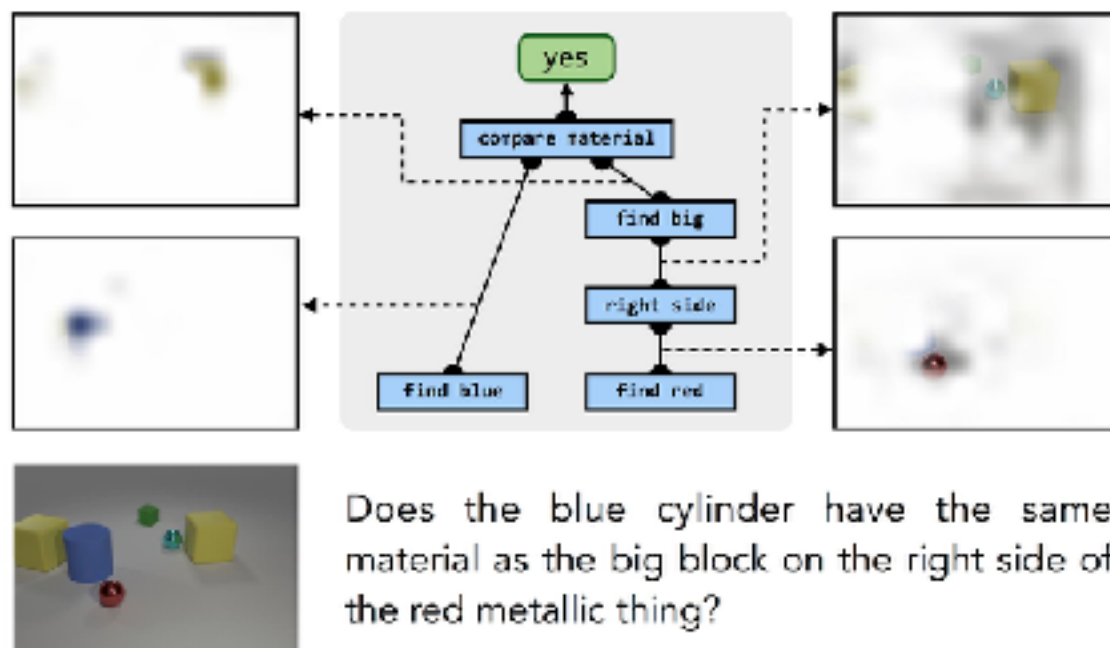 yes
compare material
find big
right side
find blue
find red
Does the blue cylinder have the same
material as the big block on the right side of
the red metallic thing?